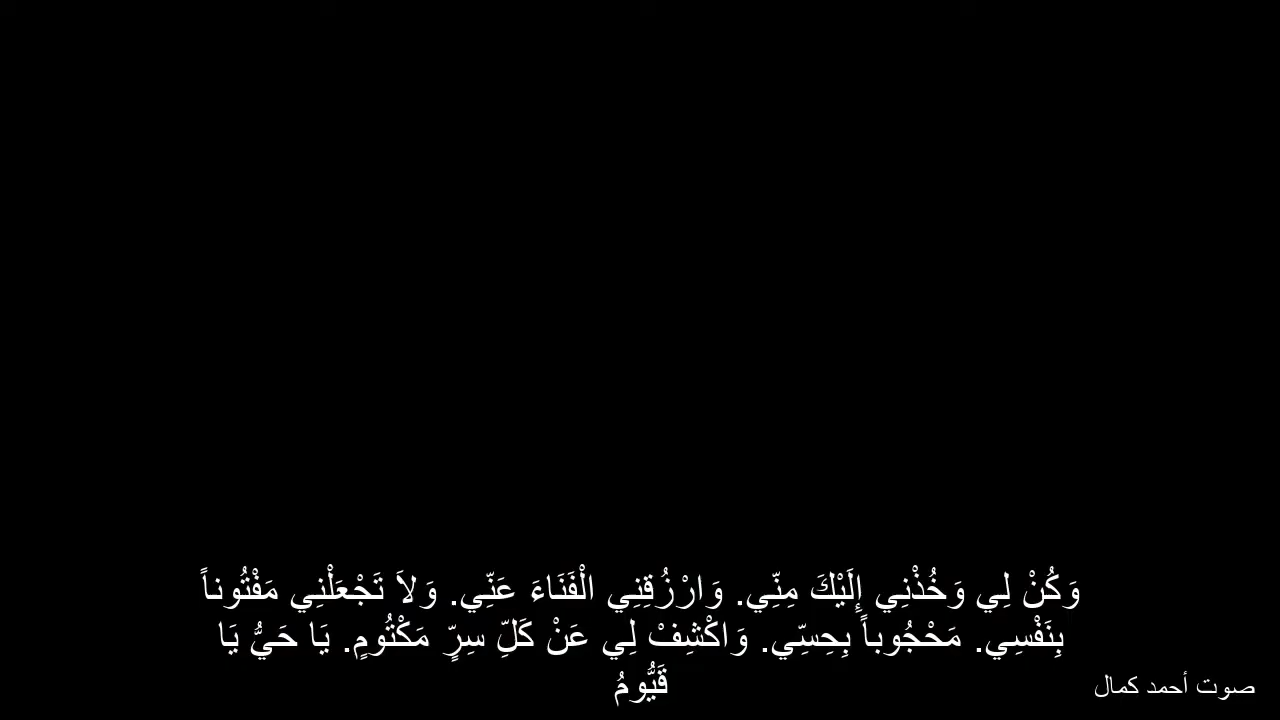 وَكُنْ لِي وَخُذْنِي إِلَيْكَ مِنِّي. وَارْزُقِنِي الْفَنَاءَ عَنِّي. وَلاَ تَجْعَلْنِي مَفْتُوناً
بِنَفْسِي. مَحْجُوباً بِحِسِّي. وَاكْشِفْ لِي عَنْ كَلِّ سِرٍّ مَكْتُومٍ. يَا حَيُّ يَا
قَيُّومُ
صوت أحمد كمال